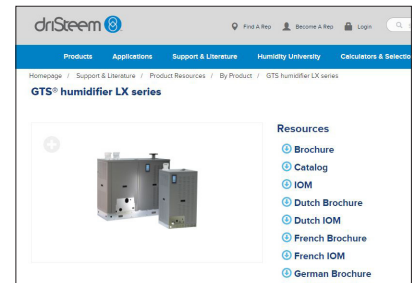 driSteem
Find A Rep Become A Rep Login
Products Applications Support & Literature Humidity University Calculators & Selectio
Homepage / Support & Literature / Product Resources / By Product / GTS humidifier LX series
GTS® humidifier LX series
Resources
Brochure
Catalog
IOM
Dutch Brochure
Dutch IOM
French Brochure
French IOM
German Brochure